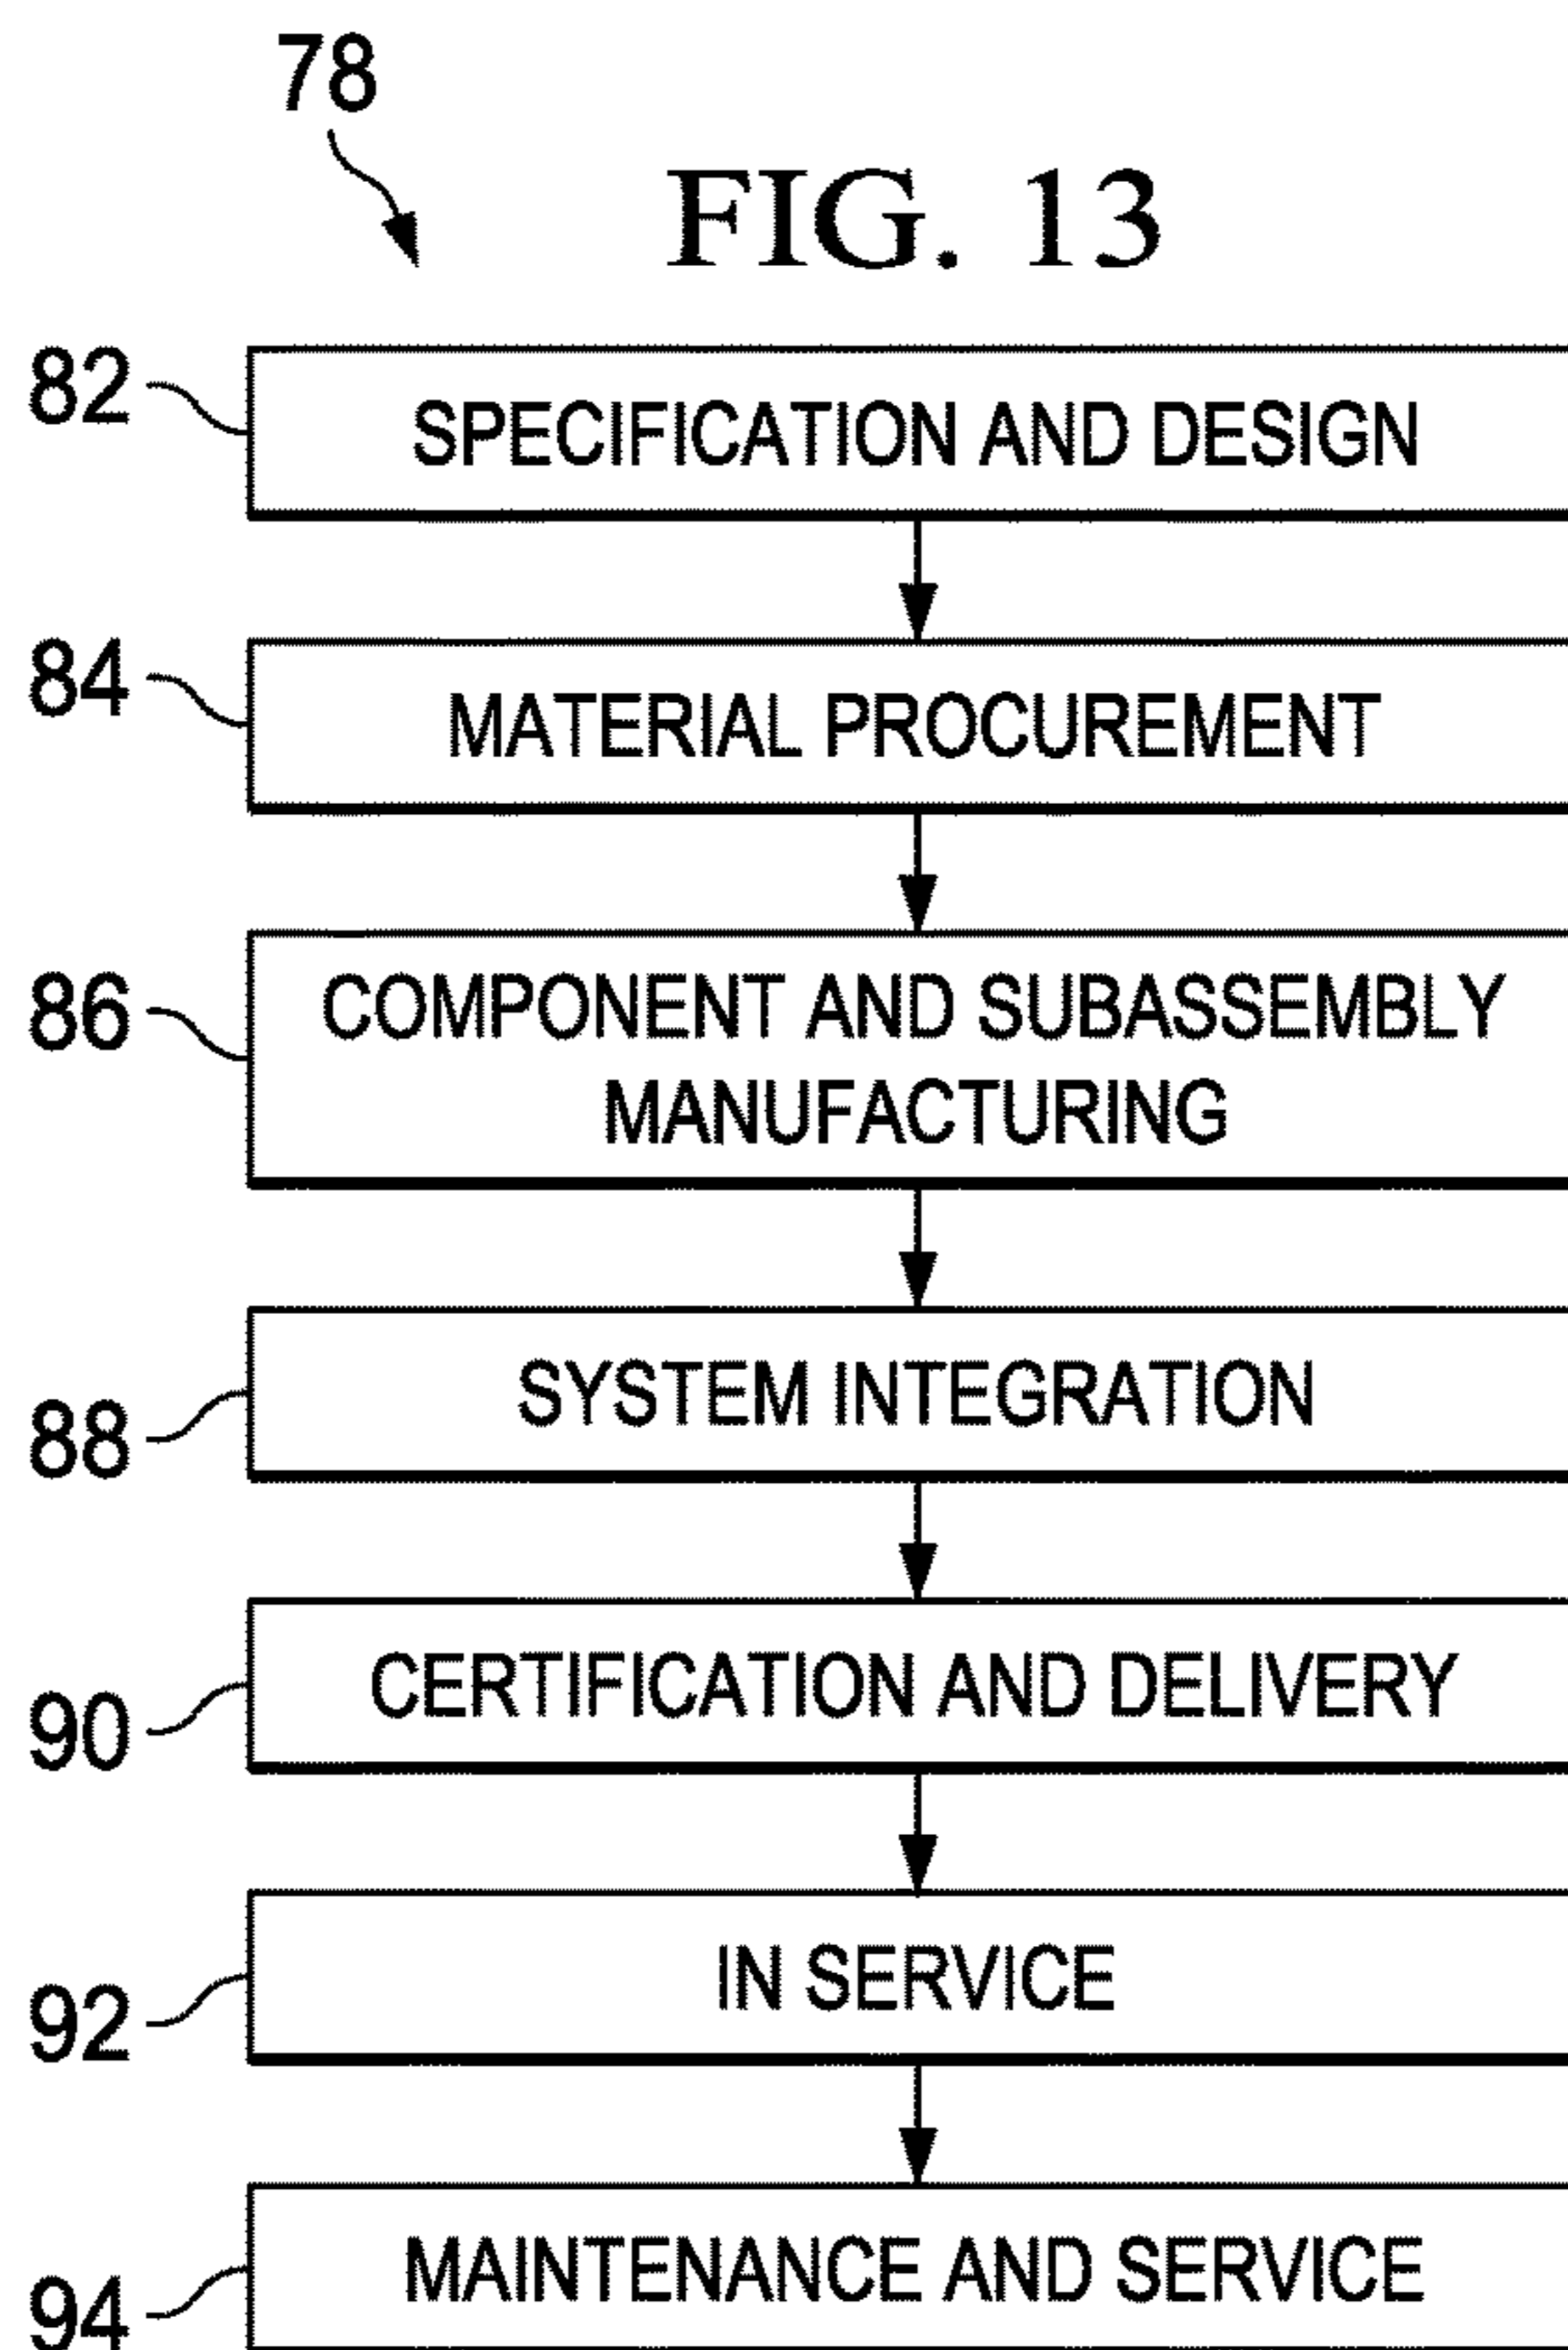 78
FIG. 13
82
SPECIFICATION AND DESIGN
84
MATERIAL PROCUREMENT
86
COMPONENT AND SUBASSEMBLY
MANUFACTURING
88
SYSTEM INTEGRATION
90
CERTIFICATION AND DELIVERY
92
IN SERVICE
94
MAINTENANCE AND SERVICE